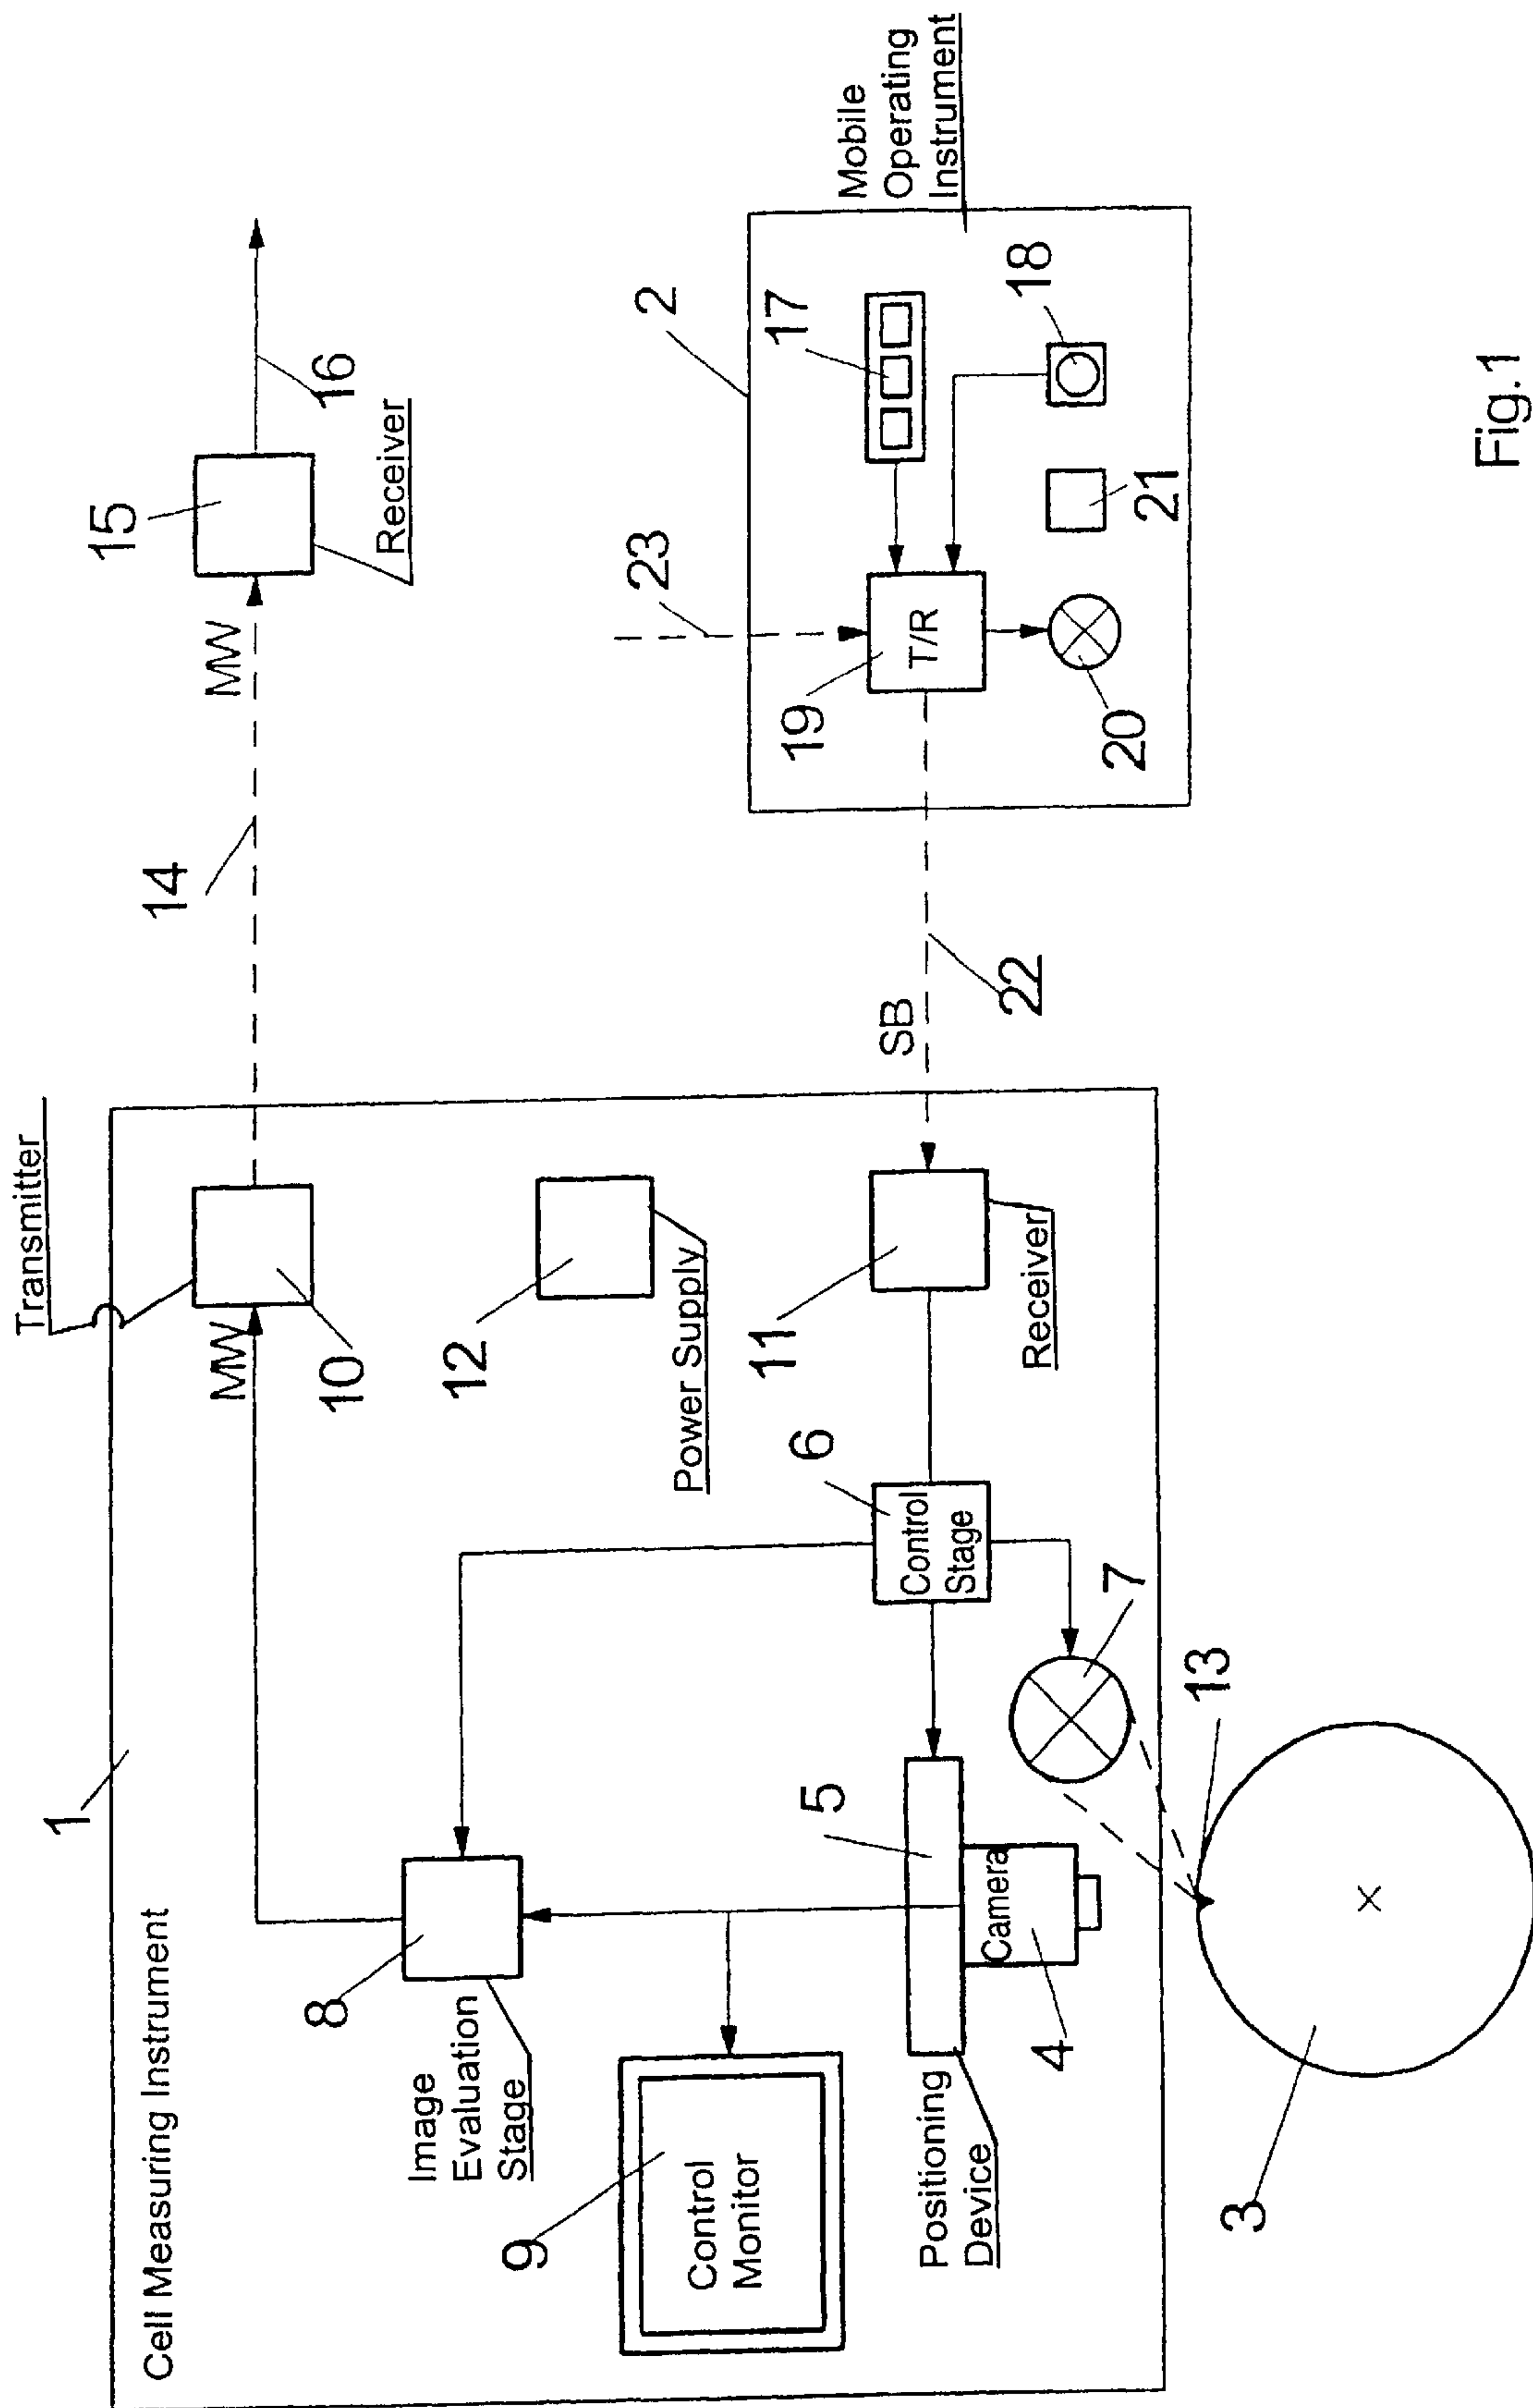 Cell Measuring Instrument
1
Transmitter
MW
10
14
MW
15
Receiver
16
8
Image
Evaluation
Stage
12
Power Supply
9
Control
Monitor
6
Control
Stage
11
Receiver
SB
22
2
Mobile
Operating
Instrument
23
17
19
T/R
18
20
21
Positioning
Device
5
4
Camera
7
13
3
Fig.1